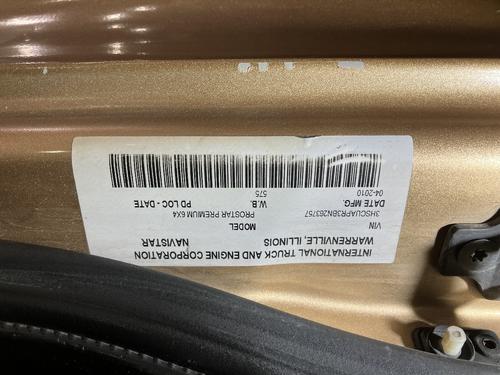 INTERNATIONAL TRUCK AND ENGINE CORPORATION
NAVISTAR
WARRENVILLE, ILLINOIS
VIN MODEL
3HSCUAPR3BN263757 PROSTAR PREMIUM 6X4
DATE MFG. W.B. PD LOC - DATE
04-2010 575